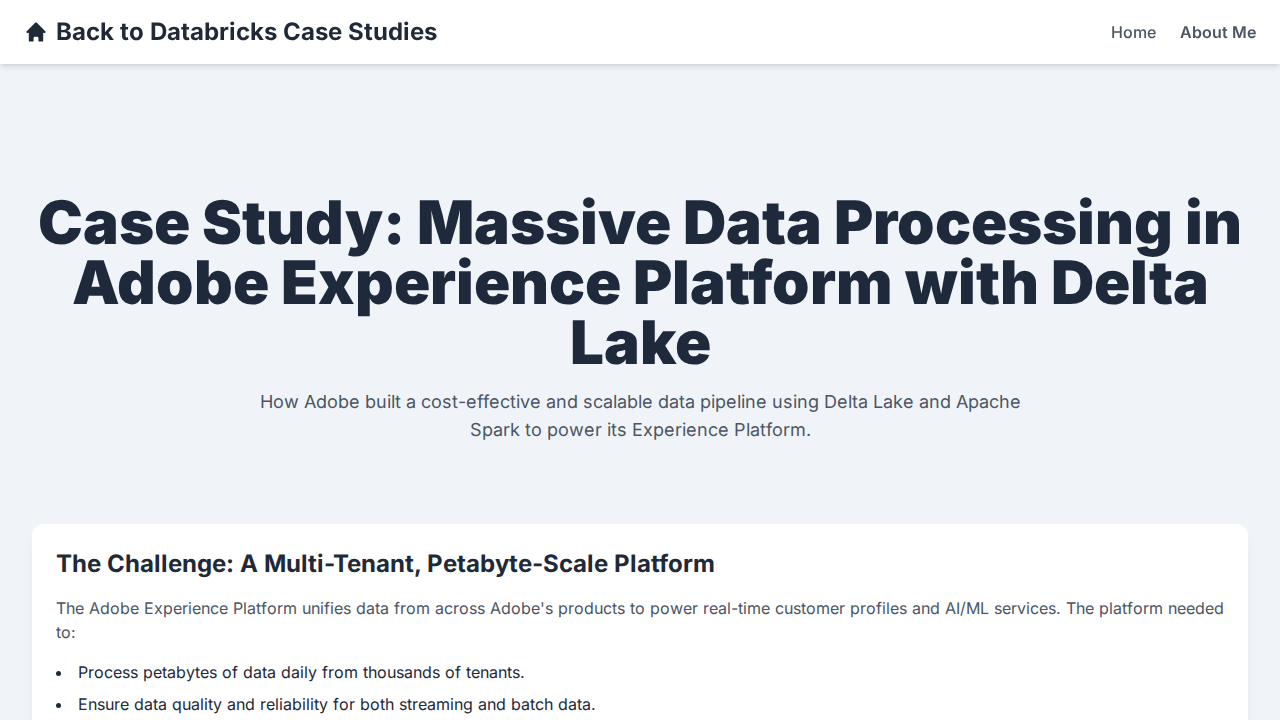 Back to Databricks Case Studies
Home
About Me
Case Study: Massive Data Processing in
Adobe Experience Platform with Delta
Lake
How Adobe built a cost-effective and scalable data pipeline using Delta Lake and Apache
Spark to power its Experience Platform.
The Challenge: A Multi-Tenant, Petabyte-Scale Platform
The Adobe Experience Platform unifies data from across Adobe's products to power real-time customer profiles and AI/ML services. The platform needed
to:
• Process petabytes of data daily from thousands of tenants.
• Ensure data quality and reliability for both streaming and batch data.